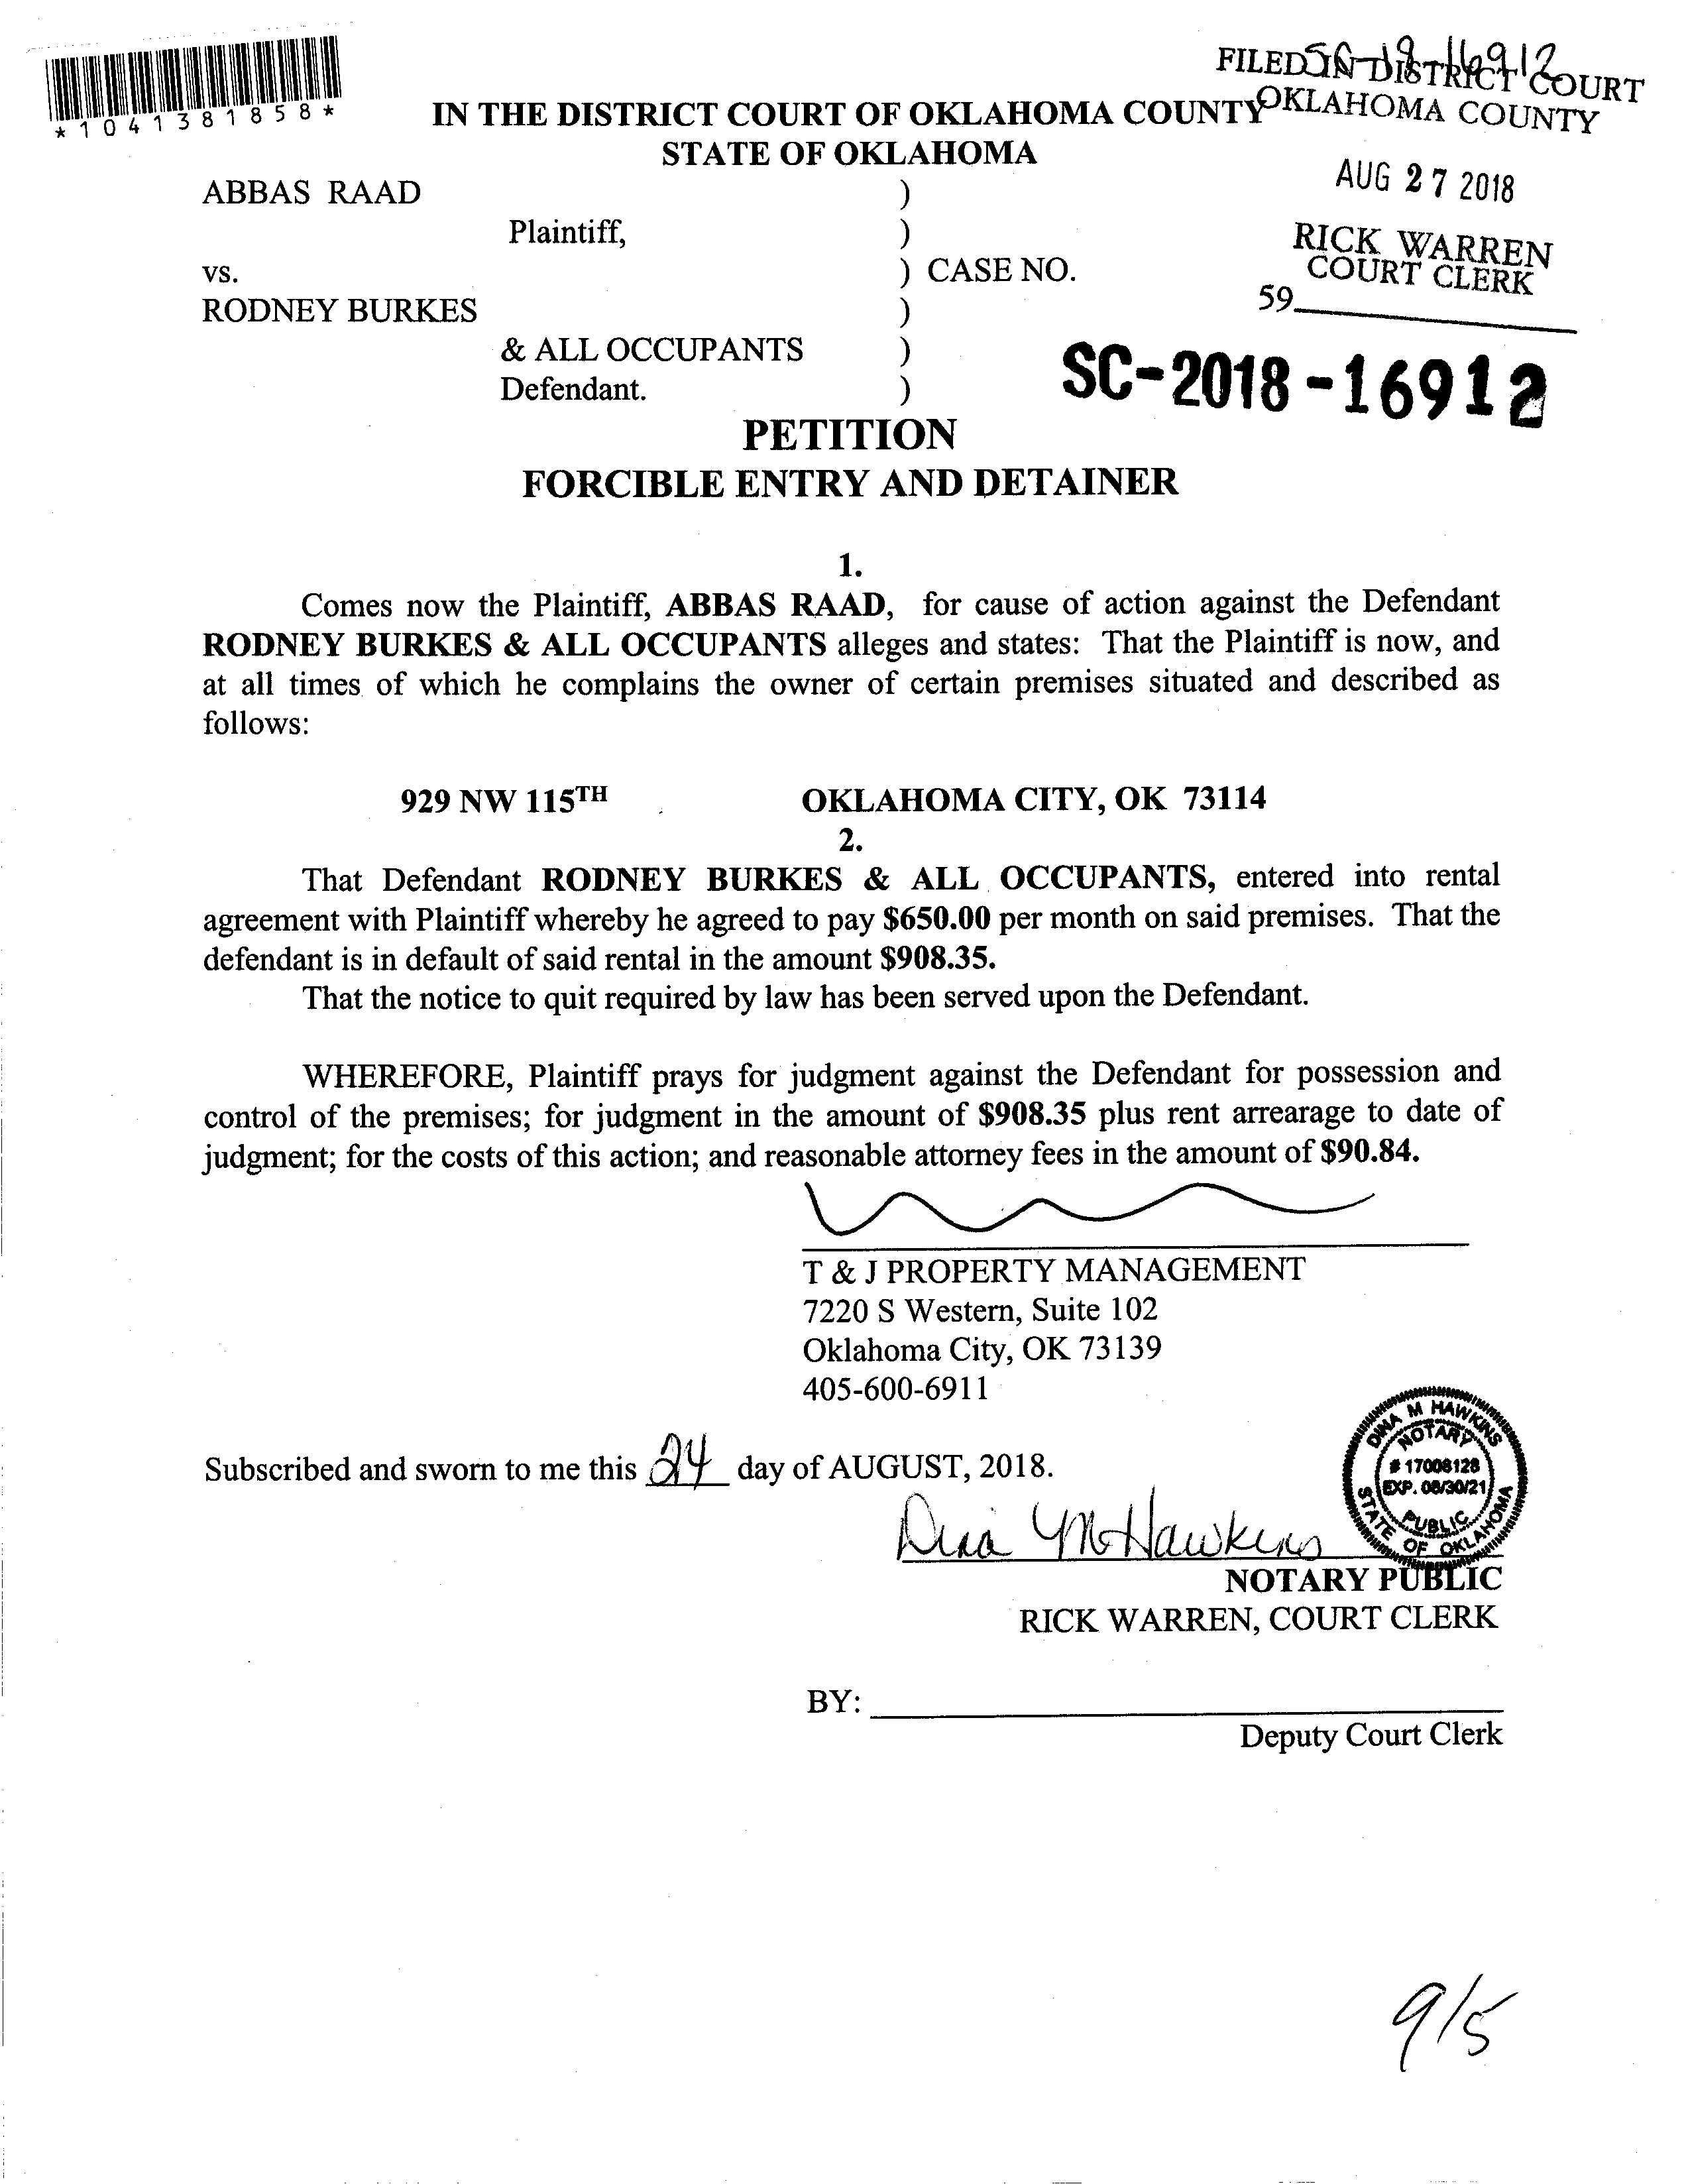 *1041381858*
SC-18-16912
FILED IN DISTRICT COURT
OKLAHOMA COUNTY
IN THE DISTRICT COURT OF OKLAHOMA COUNTY
STATE OF OKLAHOMA
AUG 27 2018
ABBAS RAAD )
Plaintiff, )
RICK WARREN
COURT CLERK
vs. ) CASE NO.
59
RODNEY BURKES )
& ALL OCCUPANTS )
Defendant. )
SC-2018-16912
PETITION
FORCIBLE ENTRY AND DETAINER
1.
Comes now the Plaintiff, ABBAS RAAD, for cause of action against the Defendant
RODNEY BURKES & ALL OCCUPANTS alleges and states: That the Plaintiff is now, and
at all times of which he complains the owner of certain premises situated and described as
follows:
929 NW 115TH OKLAHOMA CITY, OK 73114
2.
That Defendant RODNEY BURKES & ALL OCCUPANTS, entered into rental
agreement with Plaintiff whereby he agreed to pay $650.00 per month on said premises. That the
defendant is in default of said rental in the amount $908.35.
That the notice to quit required by law has been served upon the Defendant.
WHEREFORE, Plaintiff prays for judgment against the Defendant for possession and
control of the premises; for judgment in the amount of $908.35 plus rent arrearage to date of
judgment; for the costs of this action; and reasonable attorney fees in the amount of $90.84.
T & J PROPERTY MANAGEMENT
7220 S Western, Suite 102
Oklahoma City, OK 73139
405-600-6911
Subscribed and sworn to me this 24 day of AUGUST, 2018.
DINA M HAWKINS
NOTARY
# 17008128
EXP. 08/30/21
PUBLIC
STATE OF OKLAHOMA
Dina M Hawkins
NOTARY PUBLIC
RICK WARREN, COURT CLERK
BY:
Deputy Court Clerk
9/5